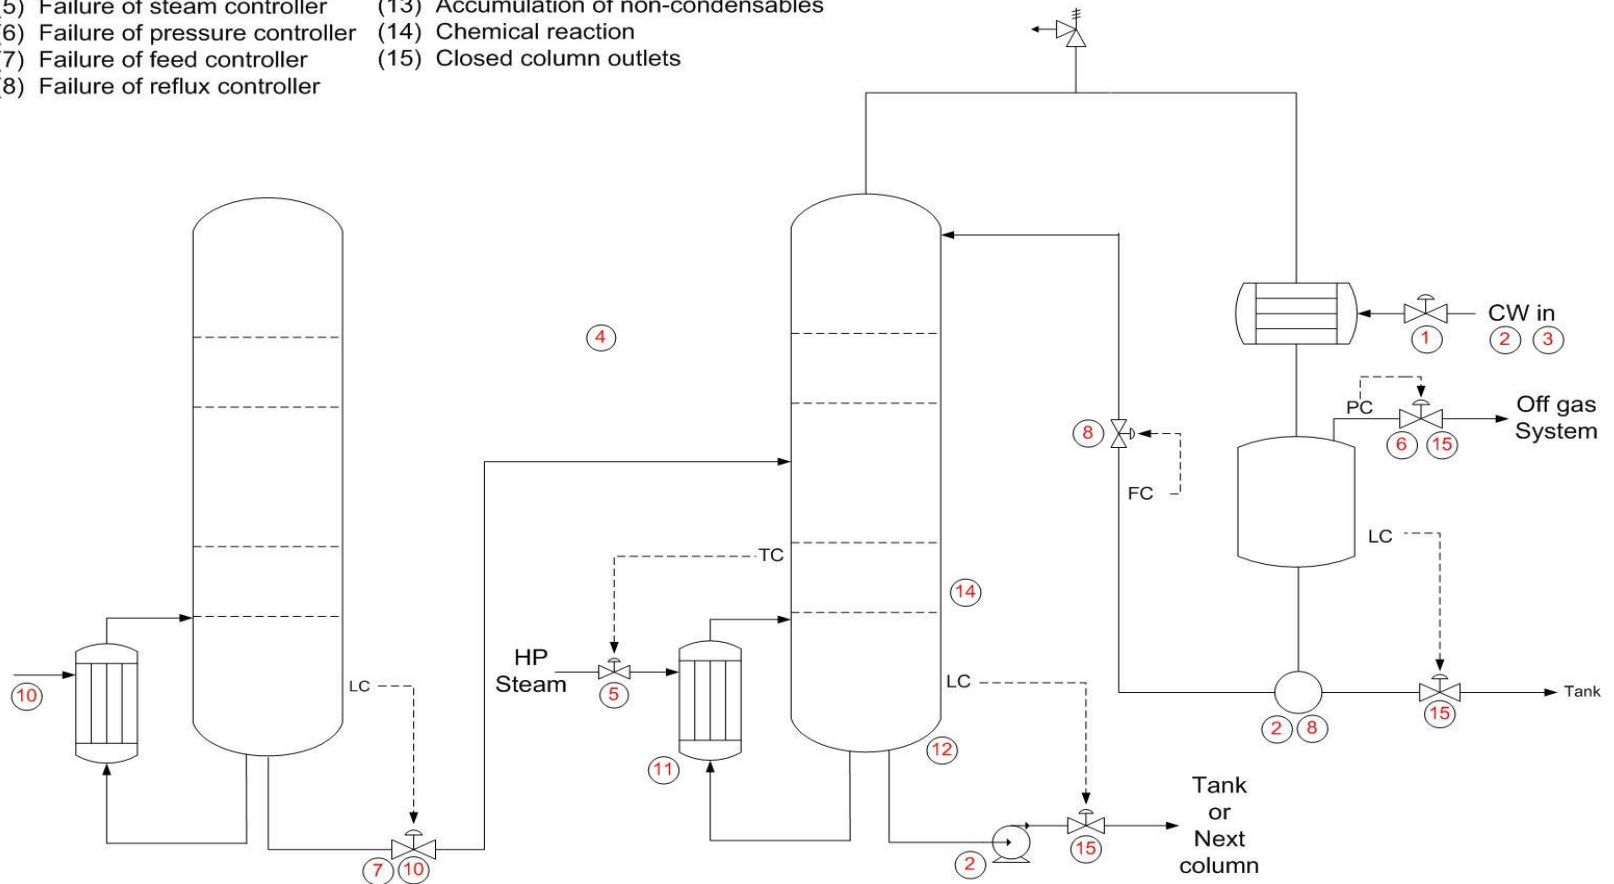 (5) Failure of steam controller (13) Accumulation of non-condensables
(6) Failure of pressure controller (14) Chemical reaction
(7) Failure of feed controller (15) Closed column outlets
(8) Failure of reflux controller
4
1
CW in
2 3
PC
Off gas
System
6 15
8
FC
LC
TC
14
HP
Steam
5
10
LC
LC
Tank
15
2 8
12
11
Tank
or
Next
column
15
2
7 10